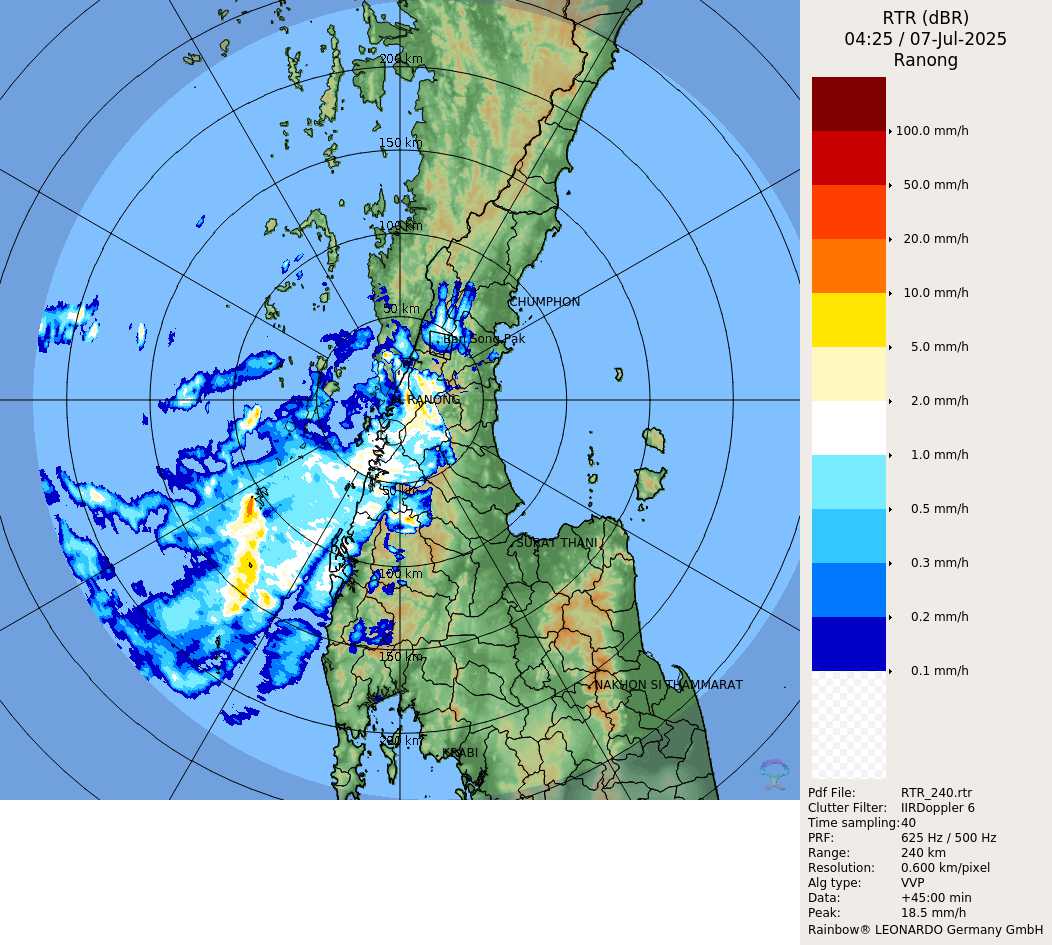 RTR (dBR)
04:25 / 07-Jul-2025
Ranong
200 km
150 km
100 km
50 km
CHUMPHON
Ban Song Pak
RANONG
50 km
SURAT THANI
100 km
150 km
NAKHON SI THAMMARAT
200 km
KRABI
100.0 mm/h
50.0 mm/h
20.0 mm/h
10.0 mm/h
5.0 mm/h
2.0 mm/h
1.0 mm/h
0.5 mm/h
0.3 mm/h
0.2 mm/h
0.1 mm/h
Pdf File: RTR_240.rtr
Clutter Filter: IIRDoppler 6
Time sampling:40
PRF: 625 Hz / 500 Hz
Range: 240 km
Resolution: 0.600 km/pixel
Alg type: VVP
Data: +45:00 min
Peak: 18.5 mm/h
Rainbow® LEONARDO Germany GmbH